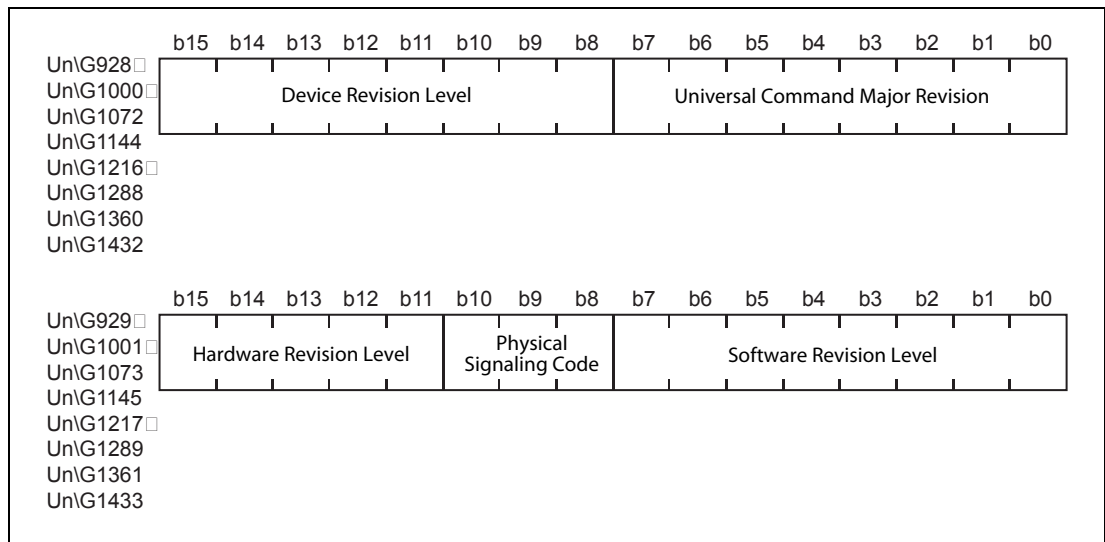 b15 b14 b13 b12 b11 b10 b9 b8 b7 b6 b5 b4 b3 b2 b1 b0
Un\G928□
Un\G1000□
Device Revision Level Universal Command Major Revision
Un\G1072
Un\G1144
Un\G1216□
Un\G1288
Un\G1360
Un\G1432
b15 b14 b13 b12 b11 b10 b9 b8 b7 b6 b5 b4 b3 b2 b1 b0
Un\G929□
Un\G1001□
Hardware Revision Level Physical Signaling Code Software Revision Level
Un\G1073
Un\G1145
Un\G1217□
Un\G1289
Un\G1361
Un\G1433